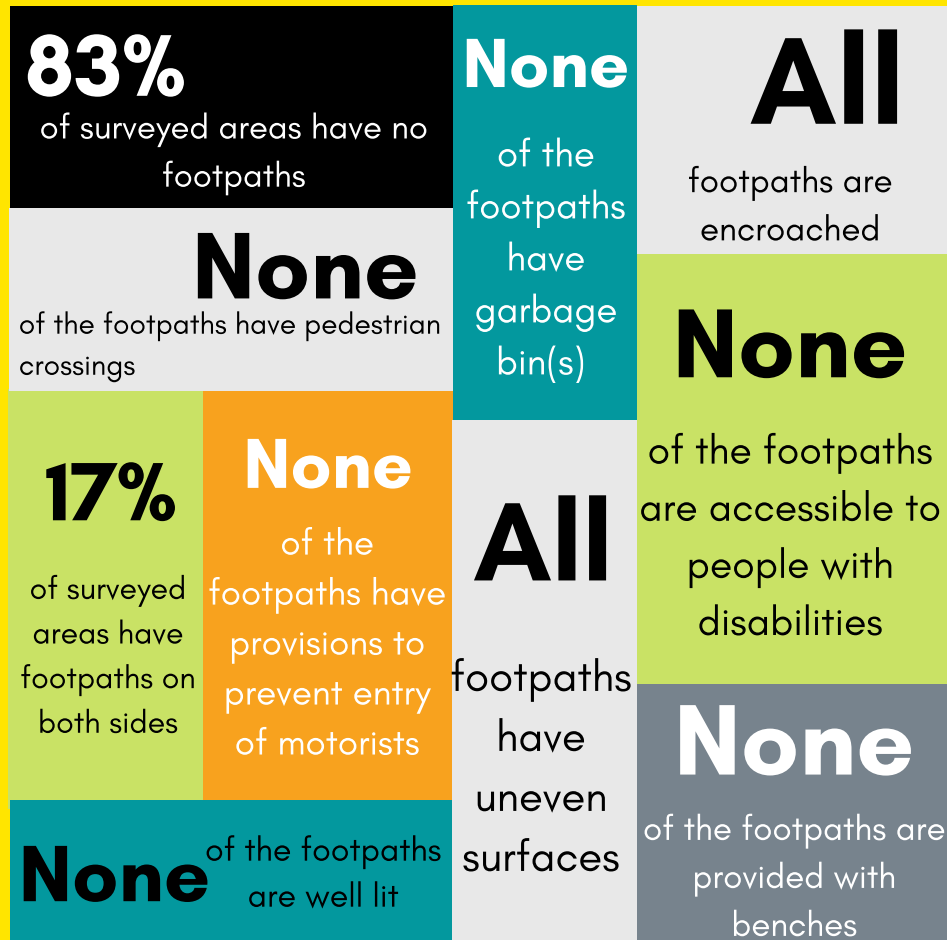 83%
of surveyed areas have no
footpaths
None
of the
footpaths
have
garbage
bin(s)
All
footpaths are
encroached
None
of the footpaths have pedestrian
crossings
None
of the footpaths
are accessible to
people with
disabilities
17%
of surveyed
areas have
footpaths on
both sides
None
of the
footpaths have
provisions to
prevent entry
of motorists
All
footpaths
have
uneven
surfaces
None
of the footpaths are
provided with
benches
None
of the footpaths
are well lit